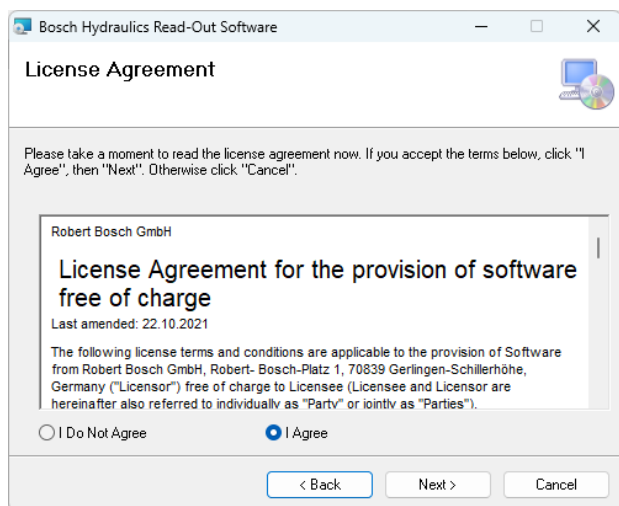 Bosch Hydraulics Read-Out Software
License Agreement
Please take a moment to read the license agreement now. If you accept the terms below, click "I
Agree", then "Next". Otherwise click "Cancel".
Robert Bosch GmbH
License Agreement for the provision of software
free of charge
Last amended: 22.10.2021
The following license terms and conditions are applicable to the provision of Software
from Robert Bosch GmbH, Robert- Bosch-Platz 1, 70839 Gerlingen-Schillerhöhe,
Germany ("Licensor") free of charge to Licensee (Licensee and Licensor are
hereinafter also referred to individually as "Party" or jointly as "Parties").
I Do Not Agree
I Agree
< Back
Next >
Cancel